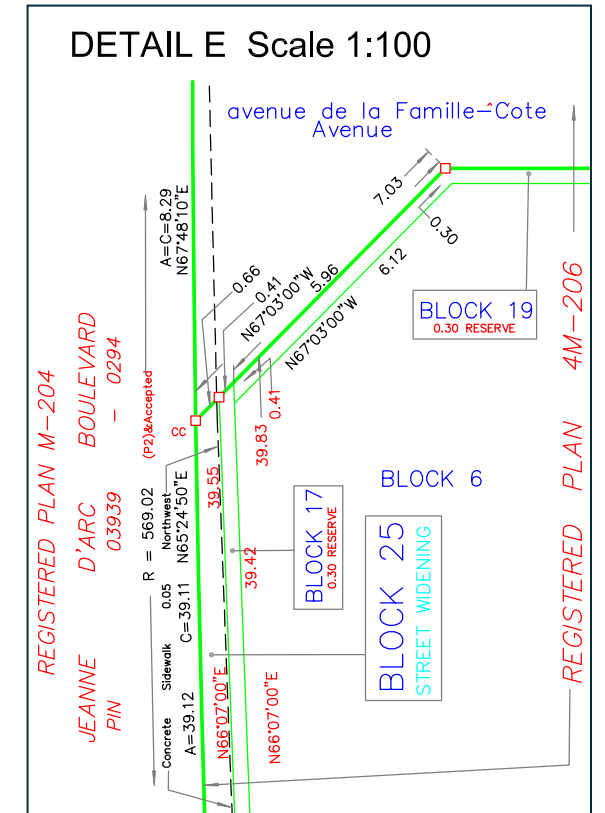 DETAIL E Scale 1:100
avenue de la Famille-Cote
Avenue
A=C=8.29
N67°48'10"E
0.66
0.41
N67°03'00"W
5.96
7.03
0.30
6.12
N67°03'00"W
BLOCK 19
0.30 RESERVE
REGISTERED PLAN M-204
JEANNE D'ARC BOULEVARD
PIN 03939 - 0294
(P2)&Accepted
R = 569.02
cc
Concrete Sidewalk 0.05 Northwest
N65°24'50"E
C=39.11
A=39.12
39.55
N66°07'00"E
39.42
N66°07'00"E
39.83
0.41
BLOCK 17
0.30 RESERVE
BLOCK 6
BLOCK 25
STREET WIDENING
REGISTERED PLAN 4M-206